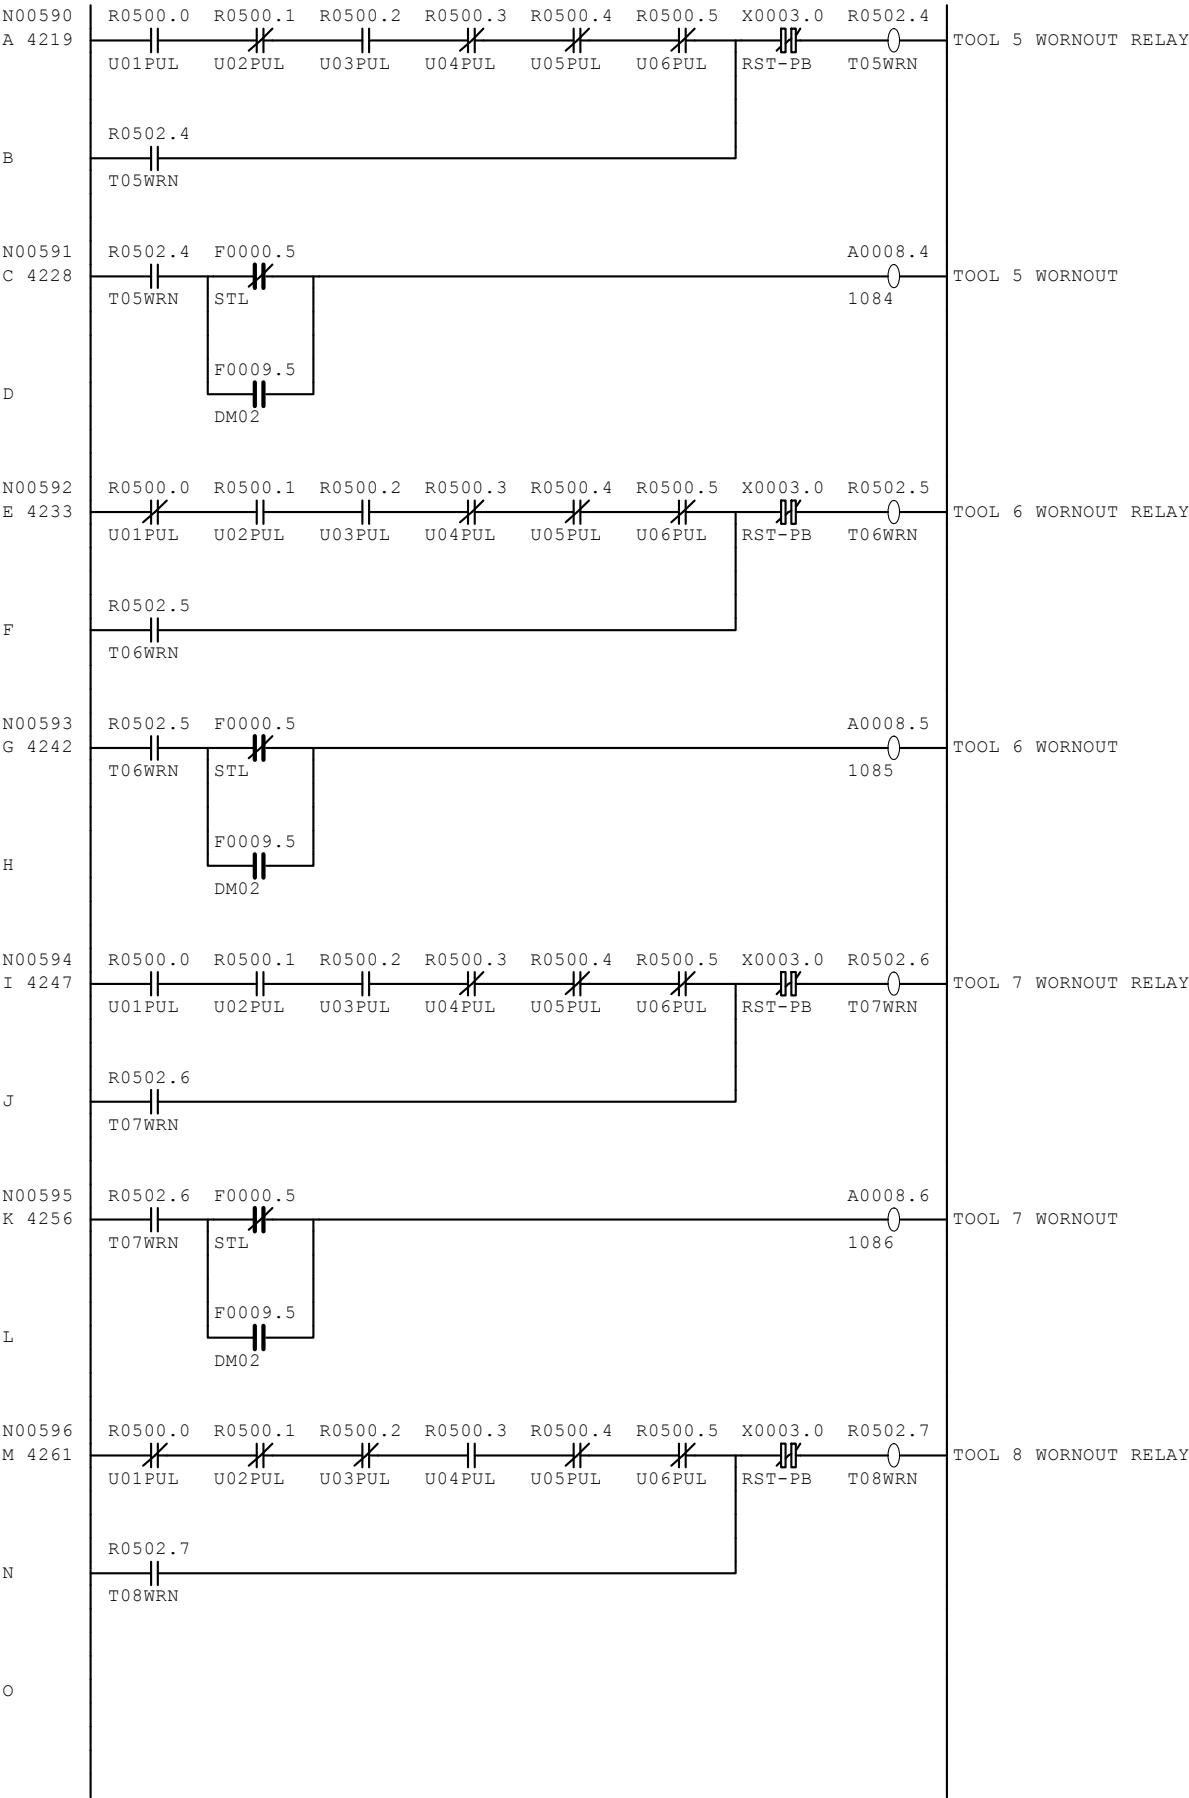 N00590 R0500.0 R0500.1 R0500.2 R0500.3 R0500.4 R0500.5 X0003.0 R0502.4
A 4219 TOOL 5 WORNOUT RELAY
U01PUL U02PUL U03PUL U04PUL U05PUL U06PUL RST-PB T05WRN
R0502.4
B
T05WRN
N00591 R0502.4 F0000.5 A0008.4
C 4228 TOOL 5 WORNOUT
T05WRN STL 1084
F0009.5
D
DM02
N00592 R0500.0 R0500.1 R0500.2 R0500.3 R0500.4 R0500.5 X0003.0 R0502.5
E 4233 TOOL 6 WORNOUT RELAY
U01PUL U02PUL U03PUL U04PUL U05PUL U06PUL RST-PB T06WRN
R0502.5
F
T06WRN
N00593 R0502.5 F0000.5 A0008.5
G 4242 TOOL 6 WORNOUT
T06WRN STL 1085
F0009.5
H
DM02
N00594 R0500.0 R0500.1 R0500.2 R0500.3 R0500.4 R0500.5 X0003.0 R0502.6
I 4247 TOOL 7 WORNOUT RELAY
U01PUL U02PUL U03PUL U04PUL U05PUL U06PUL RST-PB T07WRN
R0502.6
J
T07WRN
N00595 R0502.6 F0000.5 A0008.6
K 4256 TOOL 7 WORNOUT
T07WRN STL 1086
F0009.5
L
DM02
N00596 R0500.0 R0500.1 R0500.2 R0500.3 R0500.4 R0500.5 X0003.0 R0502.7
M 4261 TOOL 8 WORNOUT RELAY
U01PUL U02PUL U03PUL U04PUL U05PUL U06PUL RST-PB T08WRN
R0502.7
N
T08WRN
O